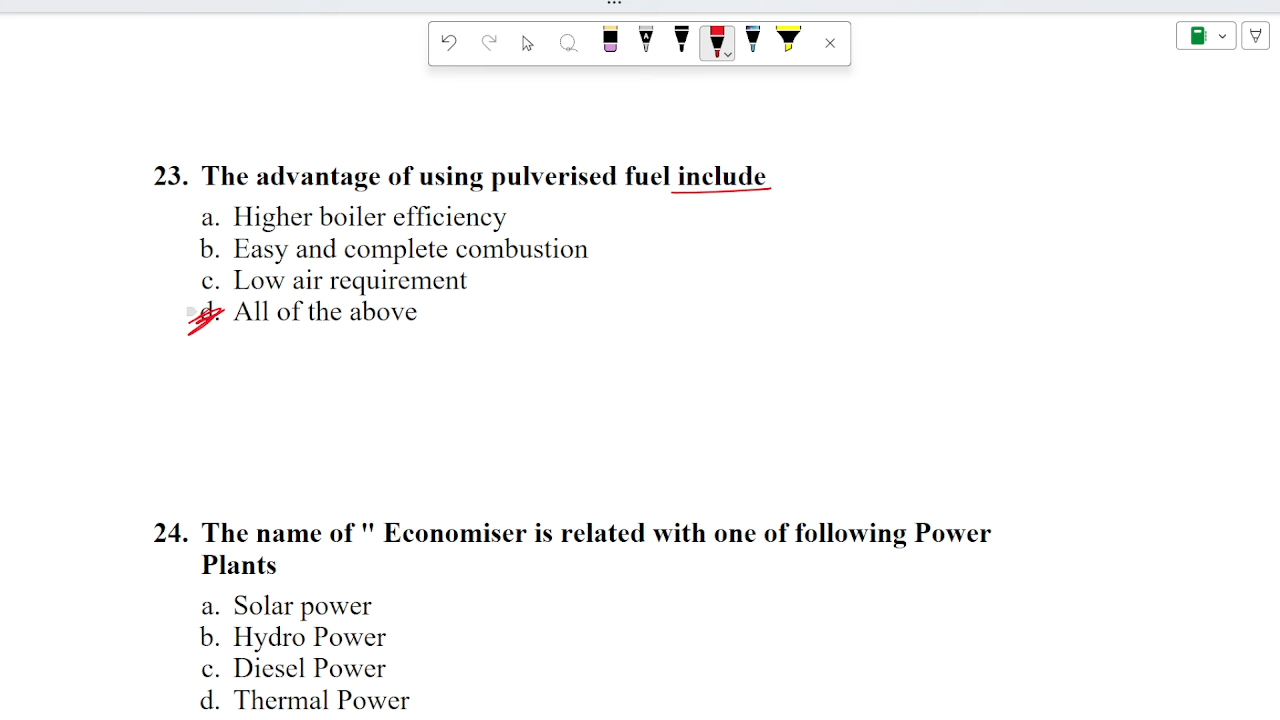 23. The advantage of using pulverised fuel include
a. Higher boiler efficiency
b. Easy and complete combustion
c. Low air requirement
d. All of the above
24. The name of " Economiser is related with one of following Power
Plants
a. Solar power
b. Hydro Power
c. Diesel Power
d. Thermal Power